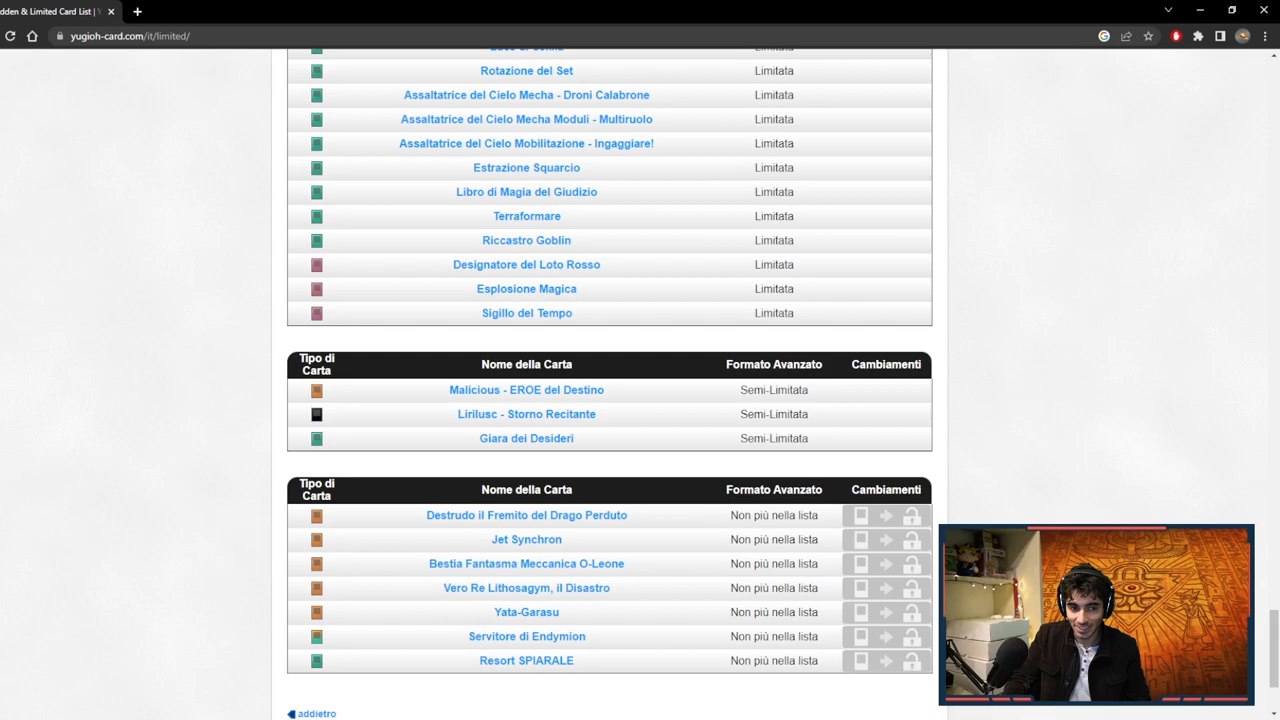 dden & Limited Card List | Y
yugioh-card.com/it/limited/
Rotazione del Set Limitata
Assaltatrice del Cielo Mecha - Droni Calabrone Limitata
Assaltatrice del Cielo Mecha Moduli - Multiruolo Limitata
Assaltatrice del Cielo Mobilitazione - Ingaggiare! Limitata
Estrazione Squarcio Limitata
Libro di Magia del Giudizio Limitata
Terraformare Limitata
Riccastro Goblin Limitata
Designatore del Loto Rosso Limitata
Esplosione Magica Limitata
Sigillo del Tempo Limitata
Tipo di Carta Nome della Carta Formato Avanzato Cambiamenti
Malicious - EROE del Destino Semi-Limitata
Lirilusc - Storno Recitante Semi-Limitata
Giara dei Desideri Semi-Limitata
Tipo di Carta Nome della Carta Formato Avanzato Cambiamenti
Destrudo il Fremito del Drago Perduto Non più nella lista
Jet Synchron Non più nella lista
Bestia Fantasma Meccanica O-Leone Non più nella lista
Vero Re Lithosagym, il Disastro Non più nella lista
Yata-Garasu Non più nella lista
Servitore di Endymion Non più nella lista
Resort SPIARALE Non più nella lista
addietro